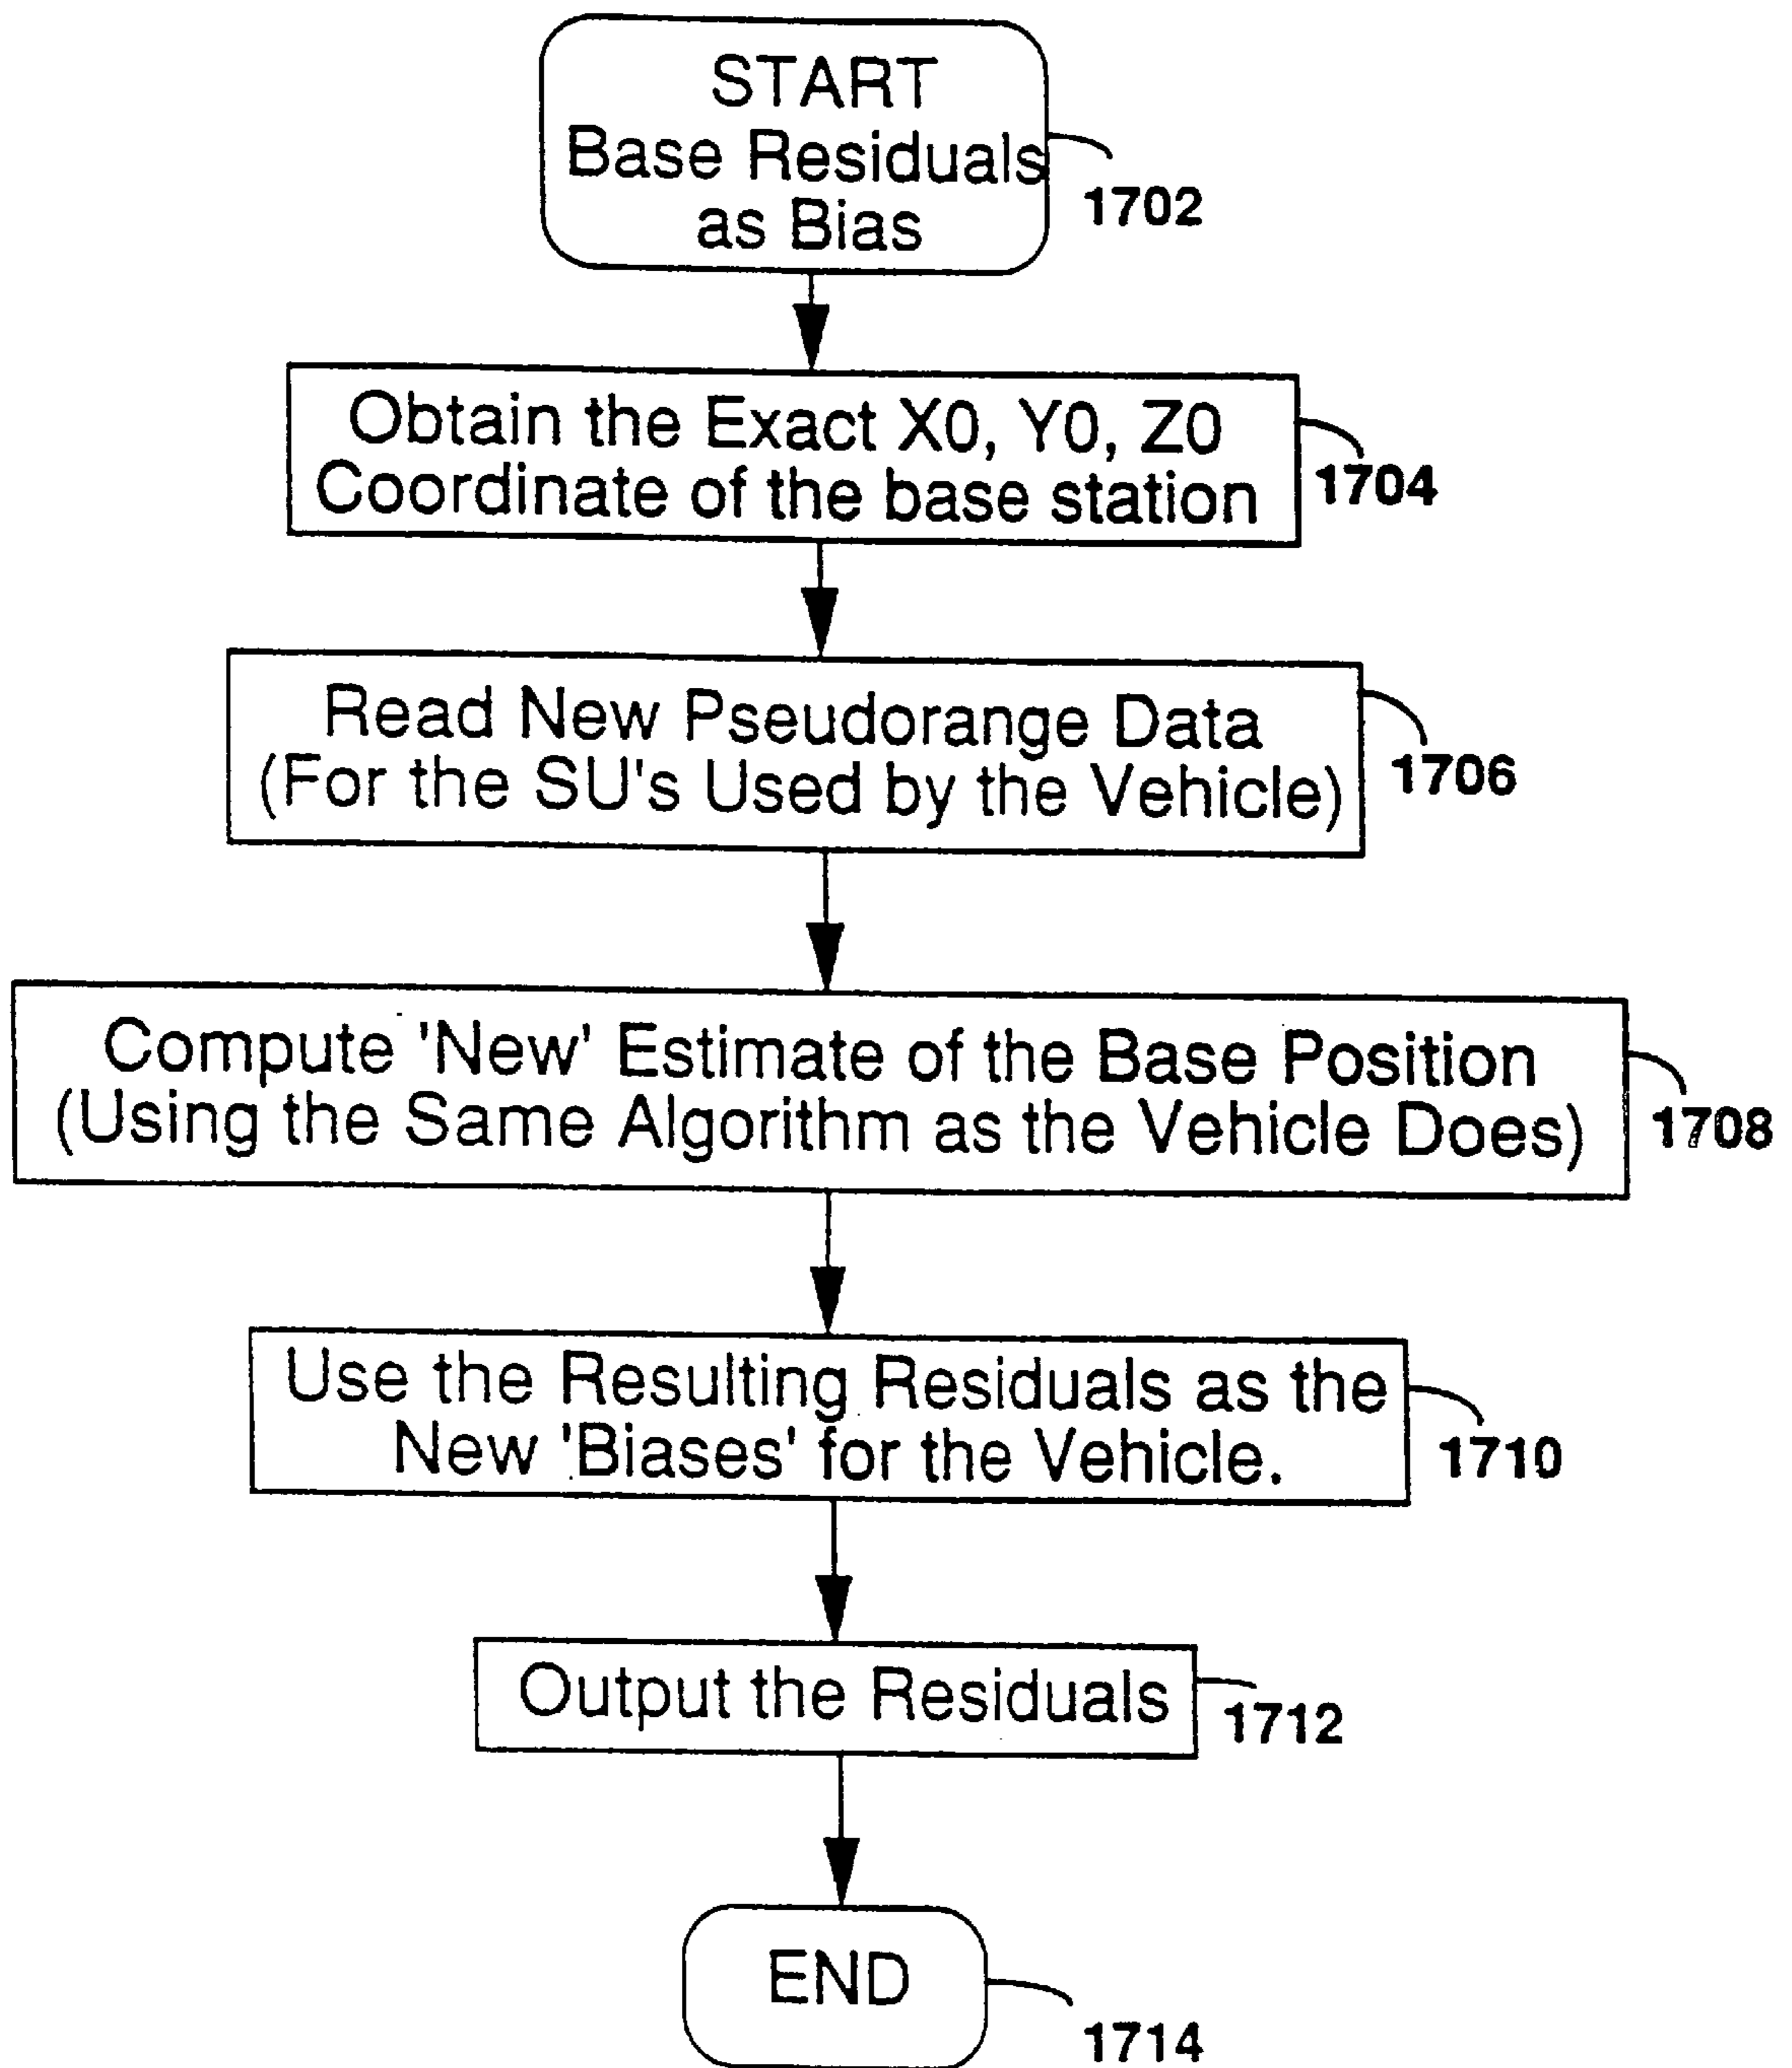 START
Base Residuals
as Bias
1702
Obtain the Exact X0, Y0, Z0
Coordinate of the base station
1704
Read New Pseudorange Data
(For the SU's Used by the Vehicle)
1706
Compute 'New' Estimate of the Base Position
(Using the Same Algorithm as the Vehicle Does)
1708
Use the Resulting Residuals as the
New 'Biases' for the Vehicle.
1710
Output the Residuals
1712
END
1714